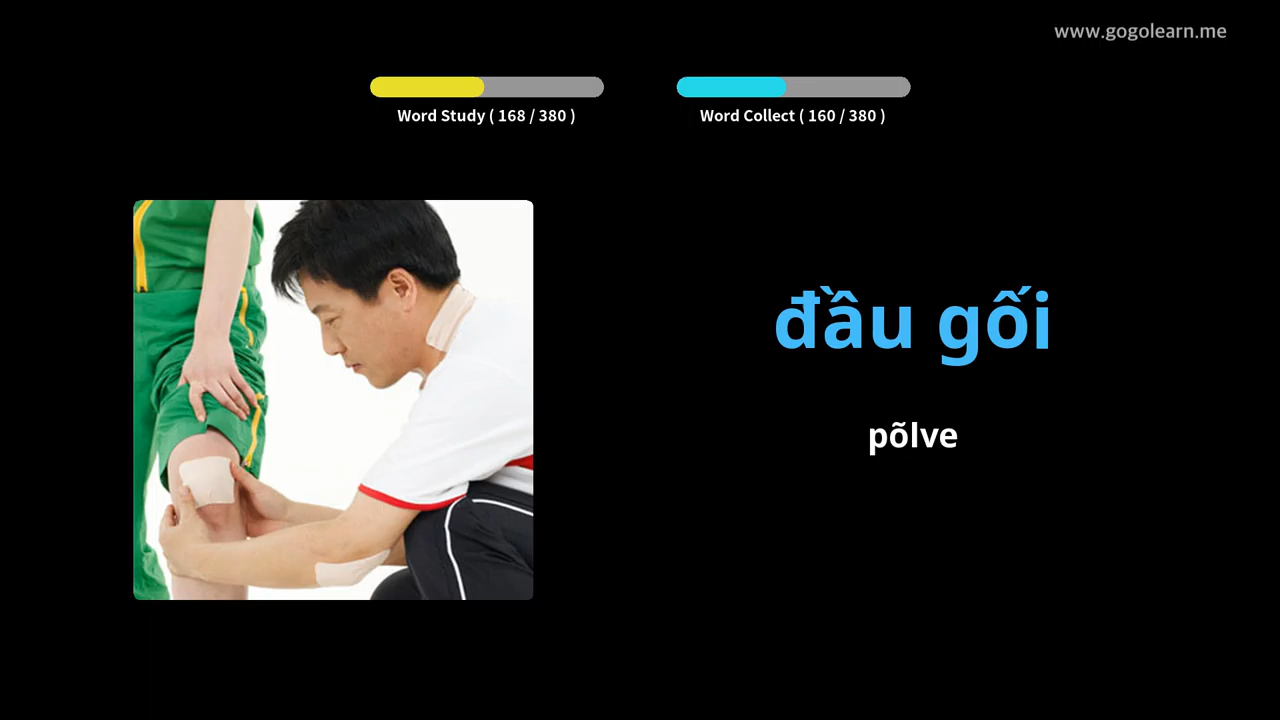 www.gogolearn.me
Word Study ( 168 / 380 )
Word Collect ( 160 / 380 )
đầu gối
põlve